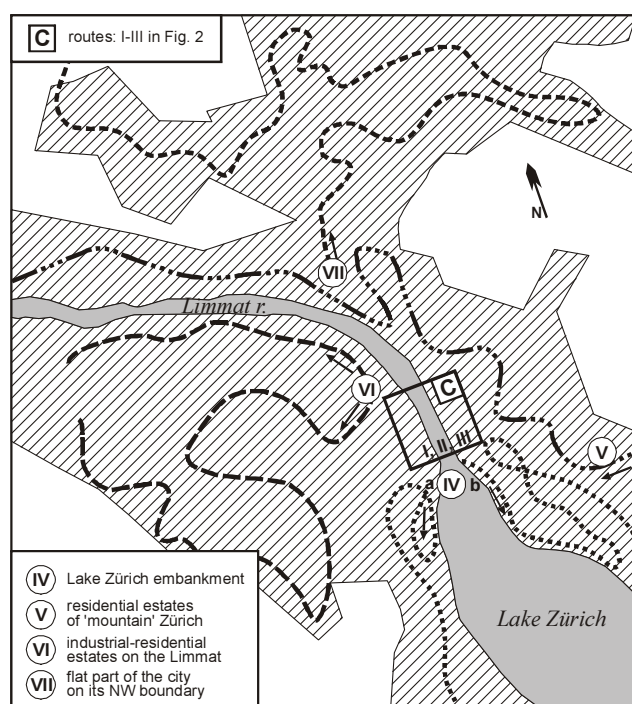 C routes: I-III in Fig. 2
N
VII
Limmat r.
VI
C
I, II, III
V
a IV b
Lake Zürich
IV Lake Zürich embankment
V residential estates
of 'mountain' Zürich
VI industrial-residential
estates on the Limmat
VII flat part of the city
on its NW boundary